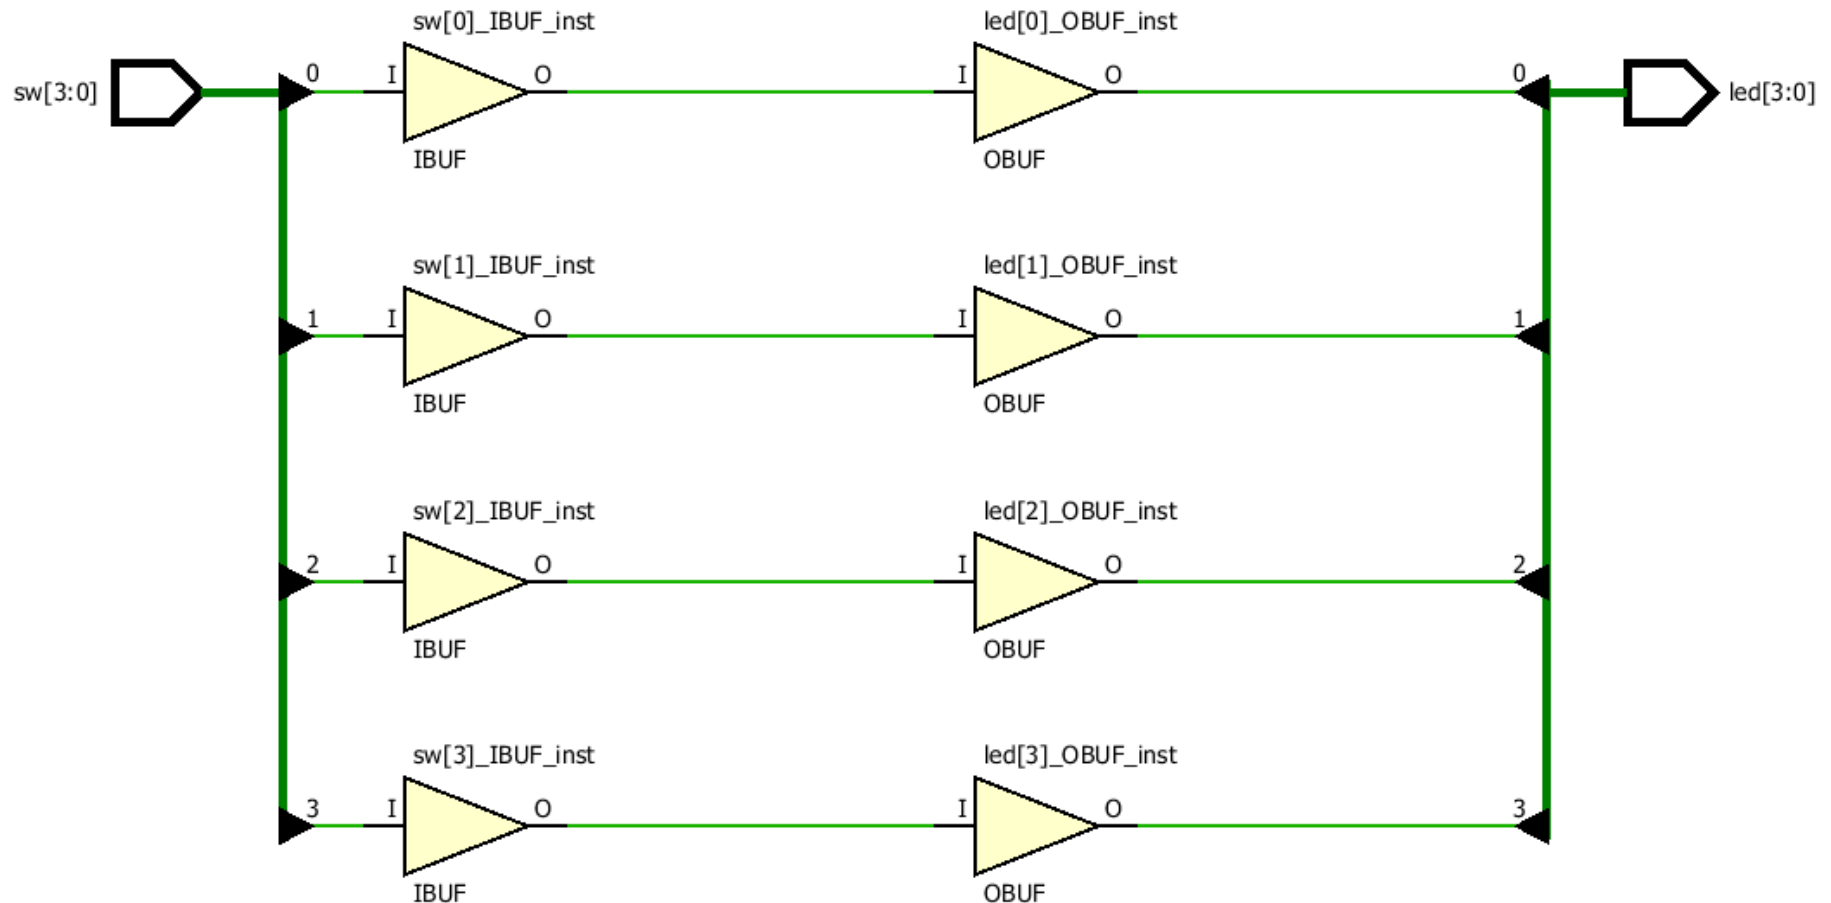 sw[0]_IBUF_inst led[0]_OBUF_inst
sw[3:0] 0 I O I O 0 led[3:0]
IBUF OBUF
sw[1]_IBUF_inst led[1]_OBUF_inst
1 I O I O 1
IBUF OBUF
sw[2]_IBUF_inst led[2]_OBUF_inst
2 I O I O 2
IBUF OBUF
sw[3]_IBUF_inst led[3]_OBUF_inst
3 I O I O 3
IBUF OBUF